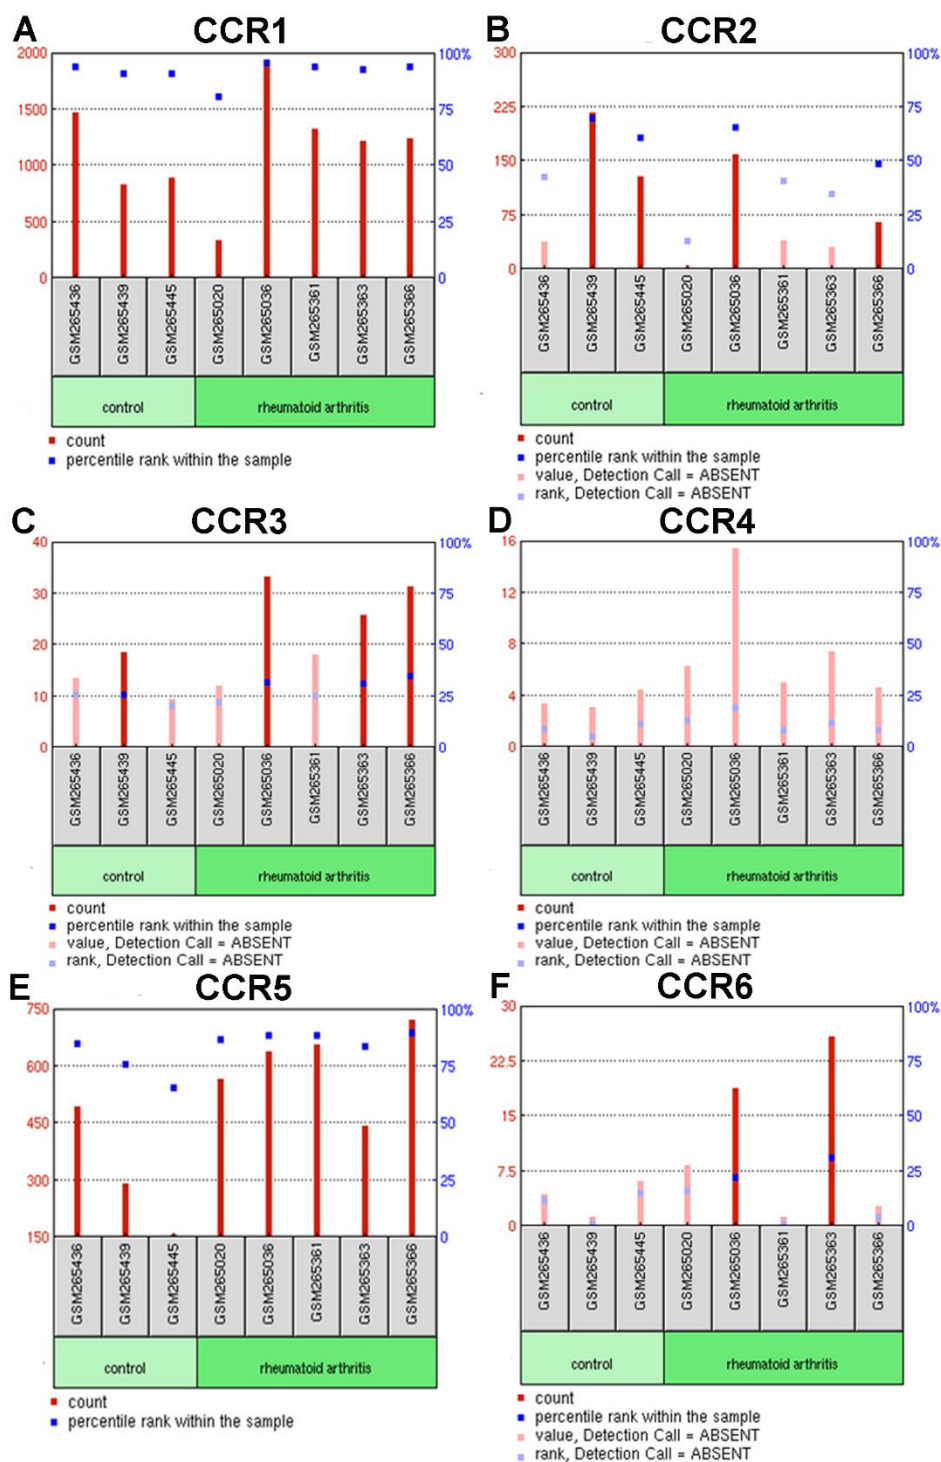 A CCR1
2000 100%
1500 75
1000 50
500 25
0 0
GSM265436 GSM265439 GSM265445 GSM265020 GSM265036 GSM265361 GSM265363 GSM265366
control rheumatoid arthritis
count
percentile rank within the sample
B CCR2
300 100%
225 75
150 50
75 25
0 0
GSM265436 GSM265439 GSM265445 GSM265020 GSM265036 GSM265361 GSM265363 GSM265366
control rheumatoid arthritis
count
percentile rank within the sample
value, Detection Call = ABSENT
rank, Detection Call = ABSENT
C CCR3
40 100%
30 75
20 50
10 25
0 0
GSM265436 GSM265439 GSM265445 GSM265020 GSM265036 GSM265361 GSM265363 GSM265366
control rheumatoid arthritis
count
percentile rank within the sample
value, Detection Call = ABSENT
rank, Detection Call = ABSENT
D CCR4
16 100%
12 75
8 50
4 25
0 0
GSM265436 GSM265439 GSM265445 GSM265020 GSM265036 GSM265361 GSM265363 GSM265366
control rheumatoid arthritis
count
percentile rank within the sample
value, Detection Call = ABSENT
rank, Detection Call = ABSENT
E CCR5
750 100%
600 75
450 50
300 25
150 0
GSM265436 GSM265439 GSM265445 GSM265020 GSM265036 GSM265361 GSM265363 GSM265366
control rheumatoid arthritis
count
percentile rank within the sample
F CCR6
30 100%
22.5 75
15 50
7.5 25
0 0
GSM265436 GSM265439 GSM265445 GSM265020 GSM265036 GSM265361 GSM265363 GSM265366
control rheumatoid arthritis
count
percentile rank within the sample
value, Detection Call = ABSENT
rank, Detection Call = ABSENT